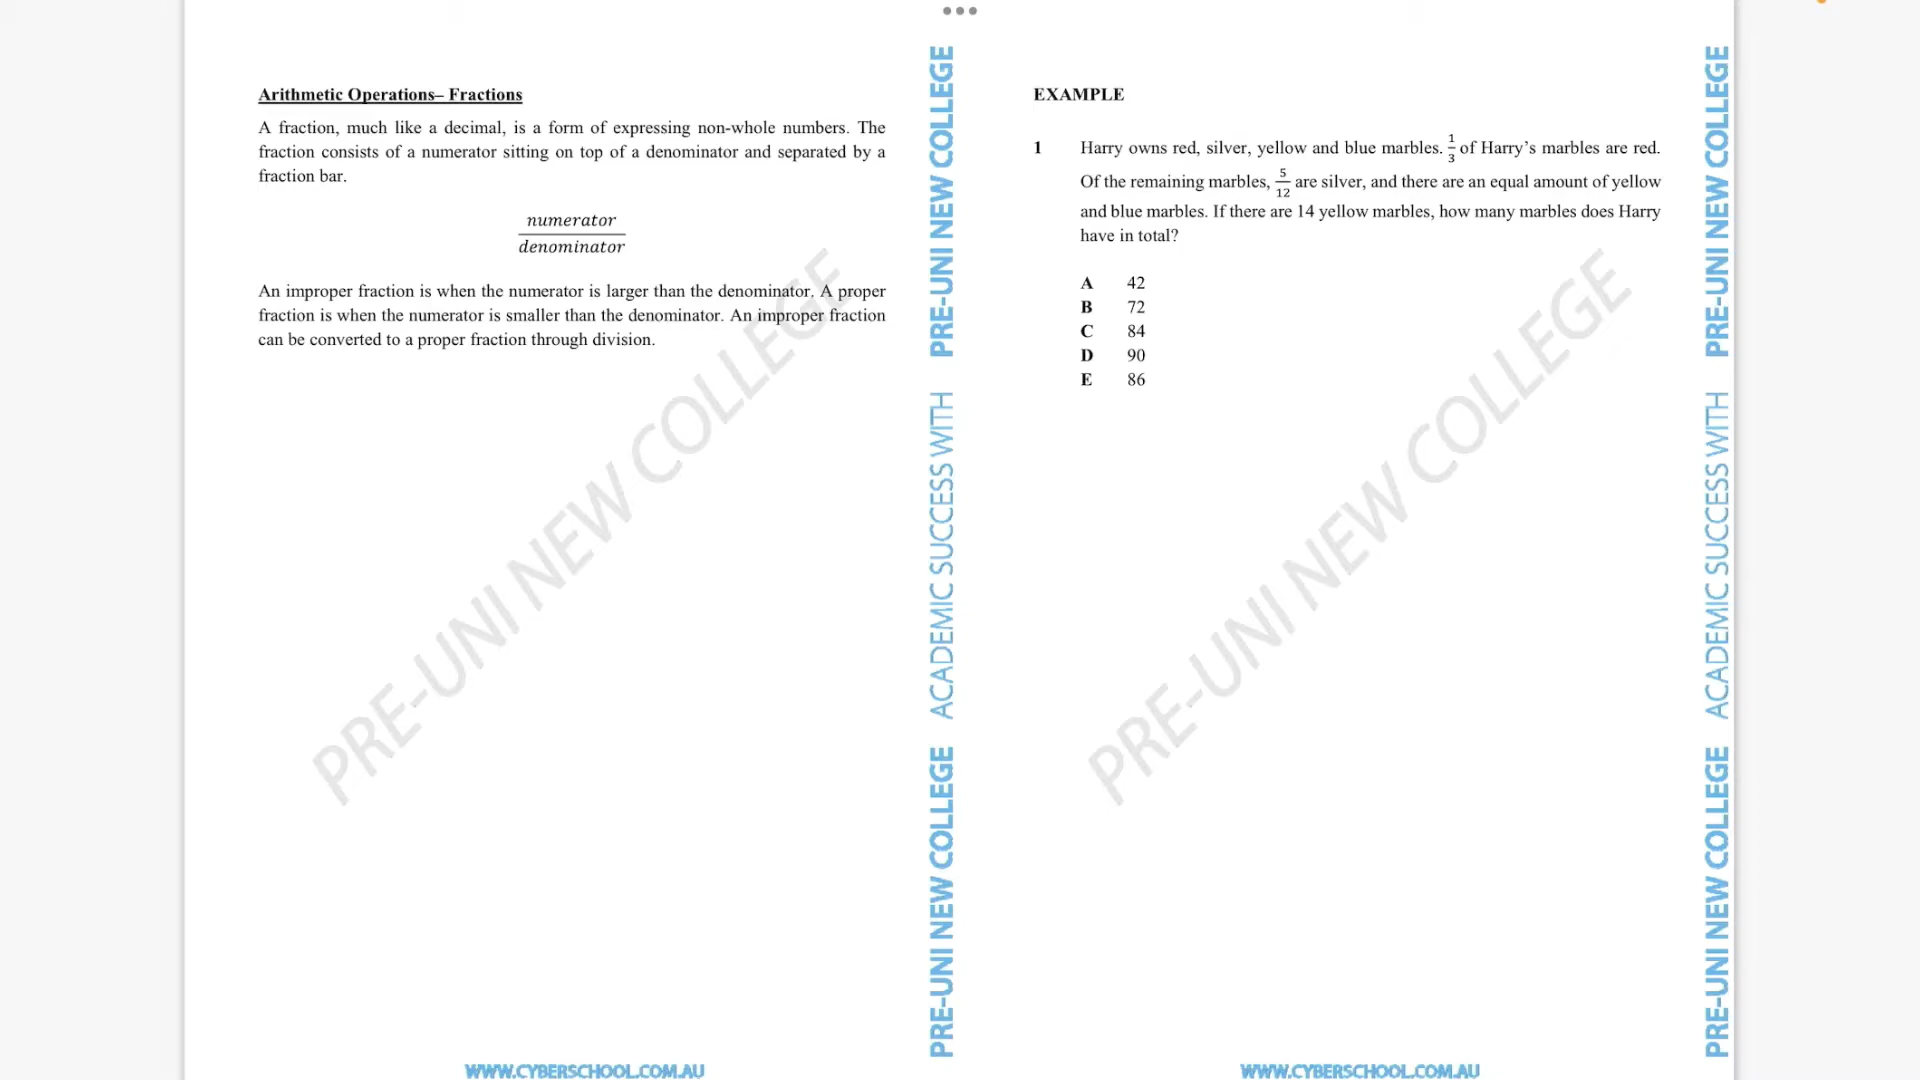 Arithmetic Operations– Fractions
A fraction, much like a decimal, is a form of expressing non-whole numbers. The
fraction consists of a numerator sitting on top of a denominator and separated by a
fraction bar.
numerator
denominator
An improper fraction is when the numerator is larger than the denominator. A proper
fraction is when the numerator is smaller than the denominator. An improper fraction
can be converted to a proper fraction through division.
PRE-UNI NEW COLLEGE
PRE-UNI NEW COLLEGE ACADEMIC SUCCESS WITH PRE-UNI NEW COLLEGE
WWW.CYBERSCHOOL.COM.AU
EXAMPLE
1 Harry owns red, silver, yellow and blue marbles. 1/3 of Harry’s marbles are red.
Of the remaining marbles, 5/12 are silver, and there are an equal amount of yellow
and blue marbles. If there are 14 yellow marbles, how many marbles does Harry
have in total?
A 42
B 72
C 84
D 90
E 86
PRE-UNI NEW COLLEGE
PRE-UNI NEW COLLEGE ACADEMIC SUCCESS WITH PRE-UNI NEW COLLEGE
WWW.CYBERSCHOOL.COM.AU